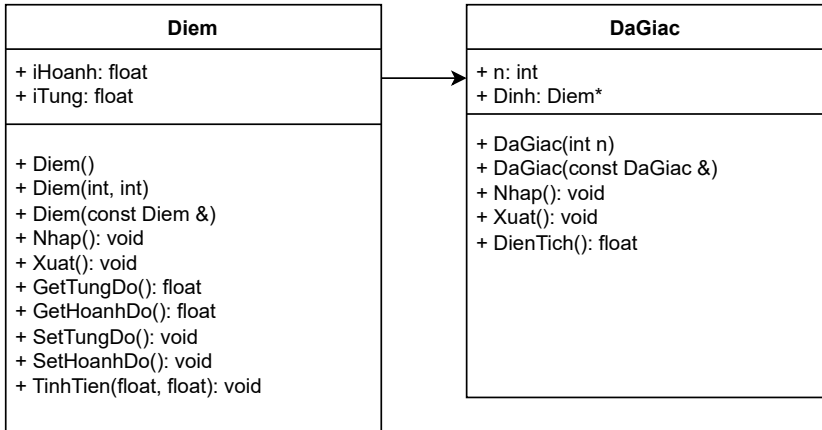 Diem
+ iHoanh: float
+ iTung: float
+ Diem()
+ Diem(int, int)
+ Diem(const Diem &)
+ Nhap(): void
+ Xuat(): void
+ GetTungDo(): float
+ GetHoanhDo(): float
+ SetTungDo(): void
+ SetHoanhDo(): void
+ TinhTien(float, float): void
DaGiac
+ n: int
+ Dinh: Diem*
+ DaGiac(int n)
+ DaGiac(const DaGiac &)
+ Nhap(): void
+ Xuat(): void
+ DienTich(): float